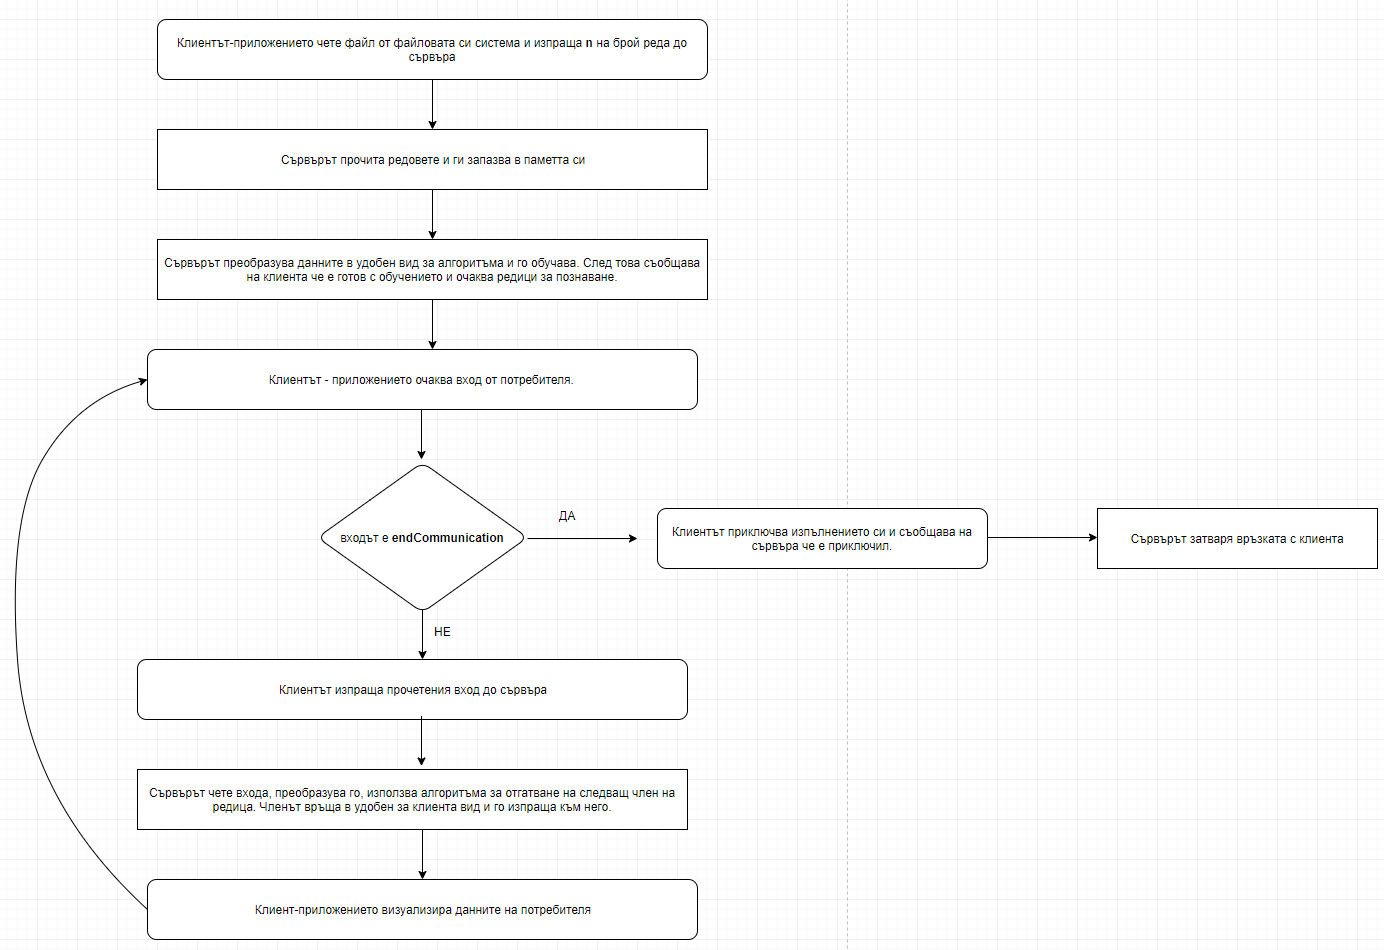 Клиентът-приложението чете файл от файловата си система и изпраща n на брой реда до
сървъра
Сървърът прочита редовете и ги запазва в паметта си
Сървърът преобразува данните в удобен вид за алгоритъма и го обучава. След това съобщава
на клиента че е готов с обучението и очаква редици за познаване.
Клиентът - приложението очаква вход от потребителя.
входът е endCommunication
ДА
Клиентът приключва изпълнението си и съобщава на
сървъра че е приключил.
Сървърът затваря връзката с клиента
НЕ
Клиентът изпраща прочетения вход до сървъра
Сървърът чете входа, преобразува го, използва алгоритъма за отгатване на следващ член на
редица. Членът връща в удобен за клиента вид и го изпраща към него.
Клиент-приложението визуализира данните на потребителя